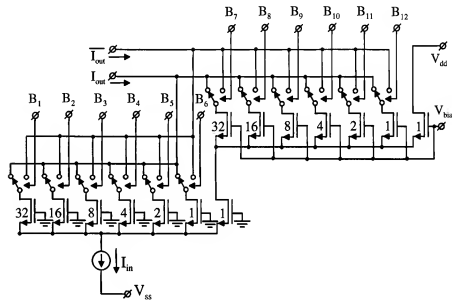 B7 B8 B9 B10 B11 B12
Iout
Iout
Vdd
B1 B2 B3 B4 B5 B6
Vbias
32 16 8 4 2 1 1
32 16 8 4 2 1 1
Iin
Vss